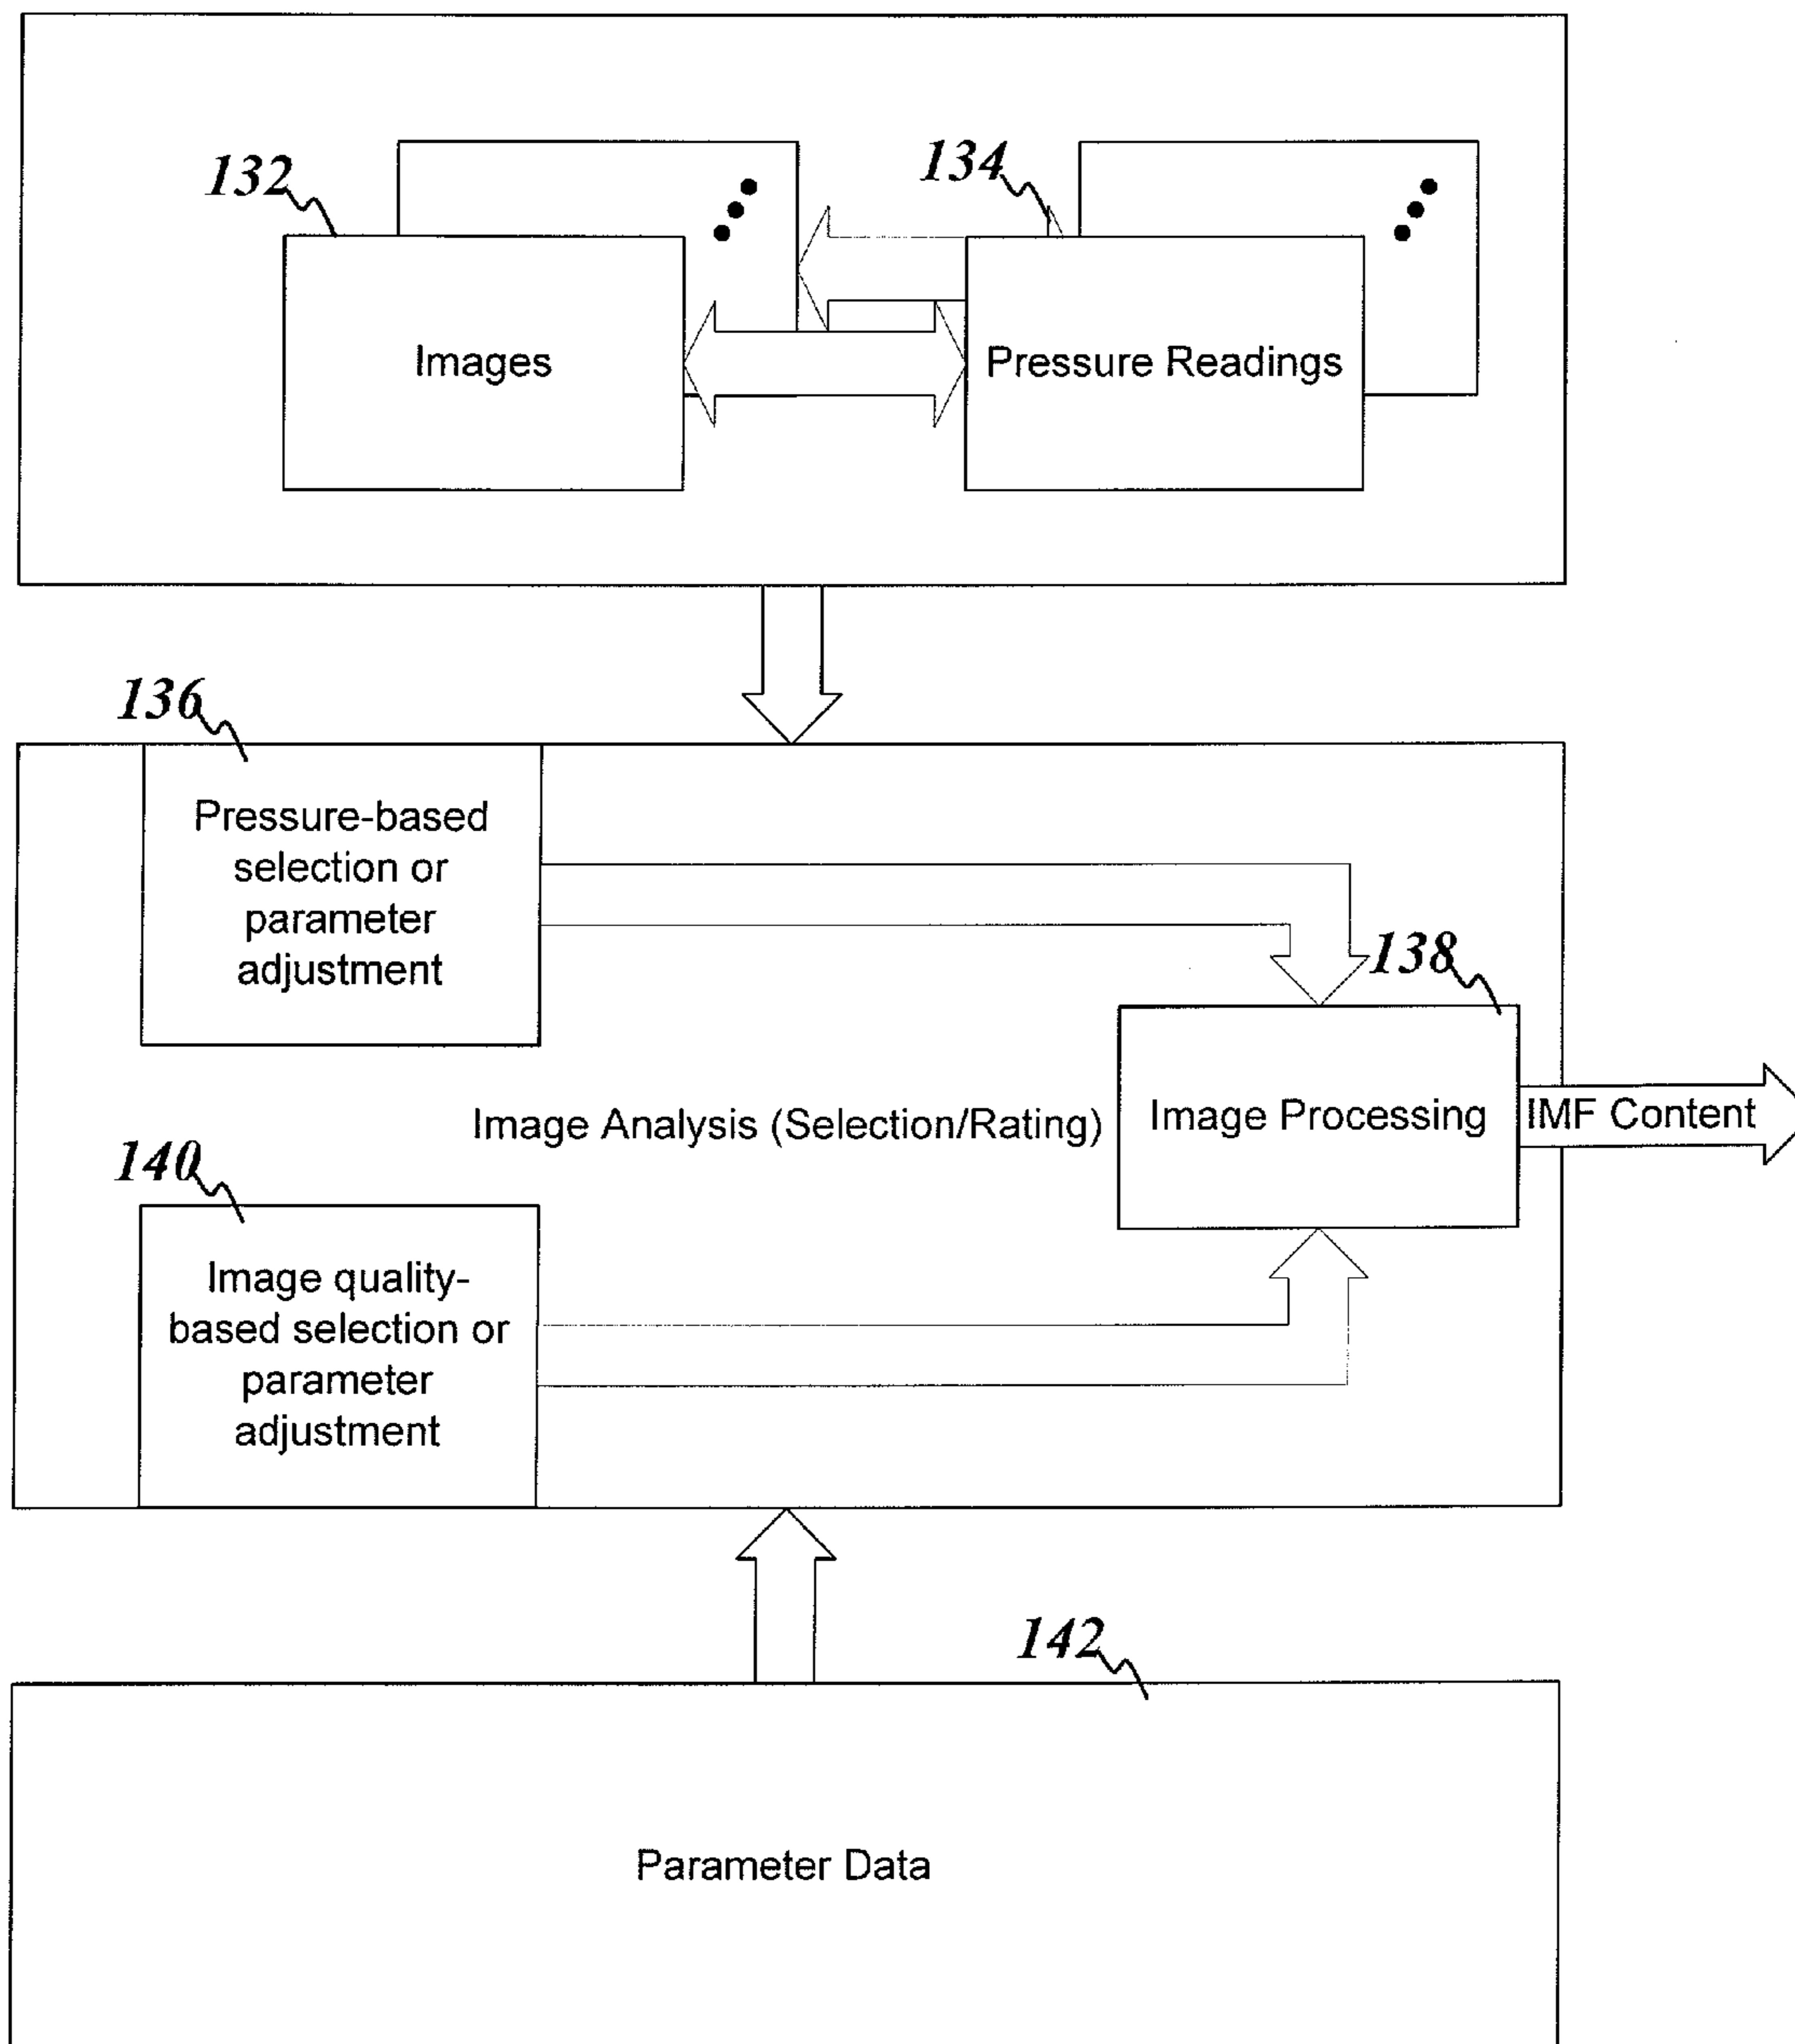 132
134
Images
Pressure Readings
136
Pressure-based
selection or
parameter
adjustment
138
Image Analysis (Selection/Rating)
Image Processing
IMF Content
140
Image quality-
based selection or
parameter
adjustment
142
Parameter Data